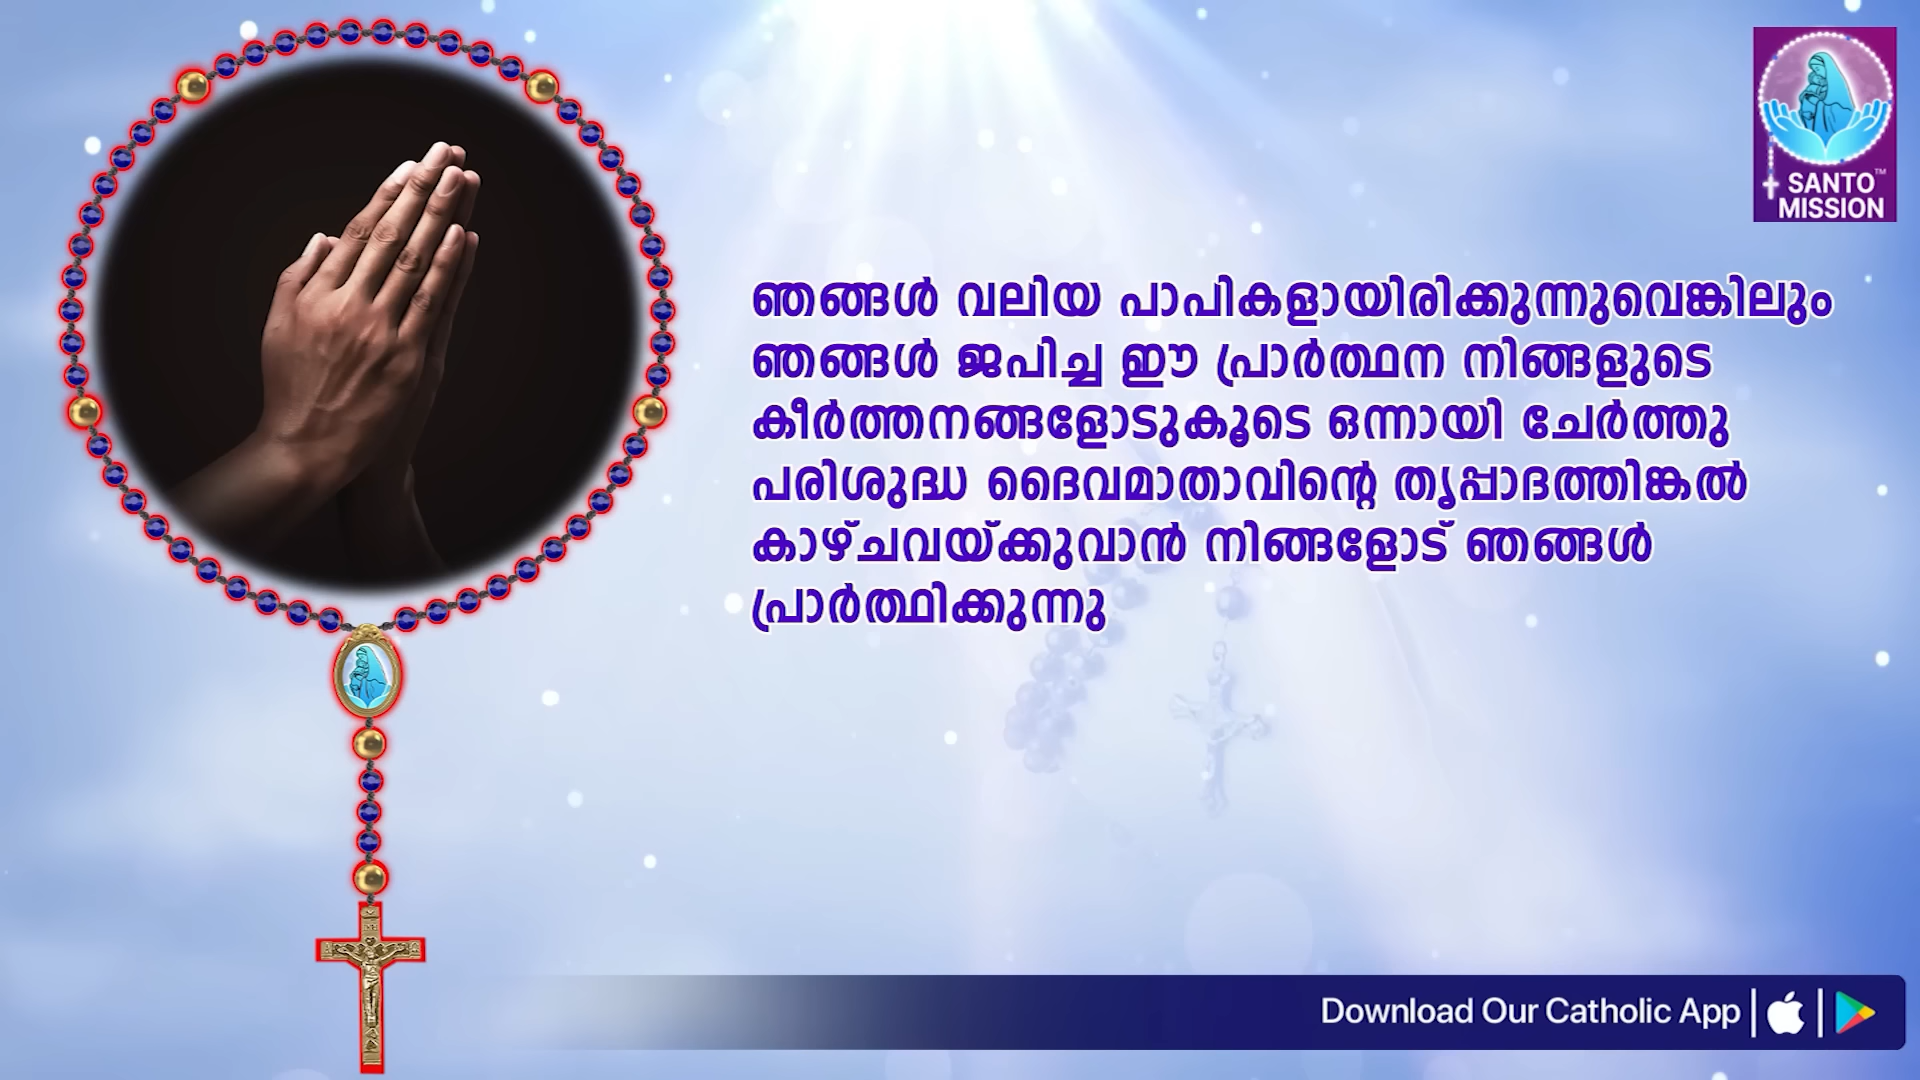 SANTO™
MISSION
ഞങ്ങൾ വലിയ പാപികളായിരിക്കുന്നുവെങ്കിലും
ഞങ്ങൾ ജപിച്ച ഈ പ്രാർത്ഥന നിങ്ങളുടെ
കീർത്തനങ്ങളോടുകൂടെ ഒന്നായി ചേർത്തു
പരിശുദ്ധ ദൈവമാതാവിന്റെ തൃപ്പാദത്തിങ്കൽ
കാഴ്ചവയ്ക്കുവാൻ നിങ്ങളോട് ഞങ്ങൾ
പ്രാർത്ഥിക്കുന്നു
Download Our Catholic App